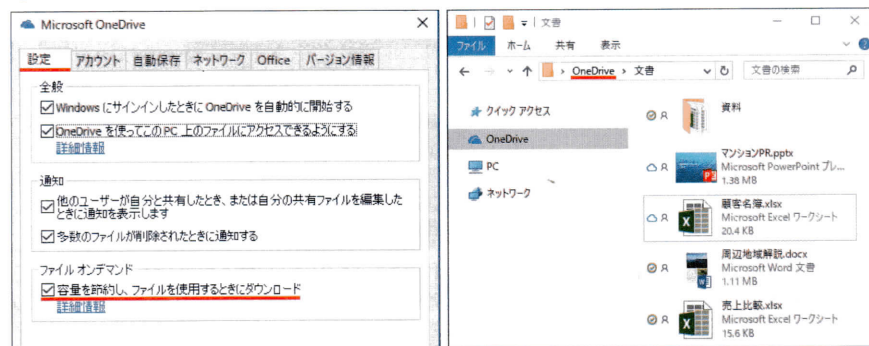 Microsoft OneDrive
設定 アカウント 自動保存 ネットワーク Office バージョン情報
全般
Windows にサインインしたときに OneDrive を自動的に開始する
OneDrive を使ってこの PC 上のファイルにアクセスできるようにする
詳細情報
通知
他のユーザーが自分と共有したとき、または自分の共有ファイルを編集した
ときに通知を表示します
多数のファイルが削除されたときに通知する
ファイル オンデマンド
容量を節約し、ファイルを使用するときにダウンロード
詳細情報
文書
ファイル ホーム 共有 表示
OneDrive > 文書
文書の検索
クイック アクセス
OneDrive
PC
ネットワーク
資料
マンションPR.pptx
Microsoft PowerPoint プレ...
1.38 MB
顧客名簿.xlsx
Microsoft Excel ワークシート
20.4 KB
周辺地域解説.docx
Microsoft Word 文書
1.11 MB
売上比較.xlsx
Microsoft Excel ワークシート
15.6 KB